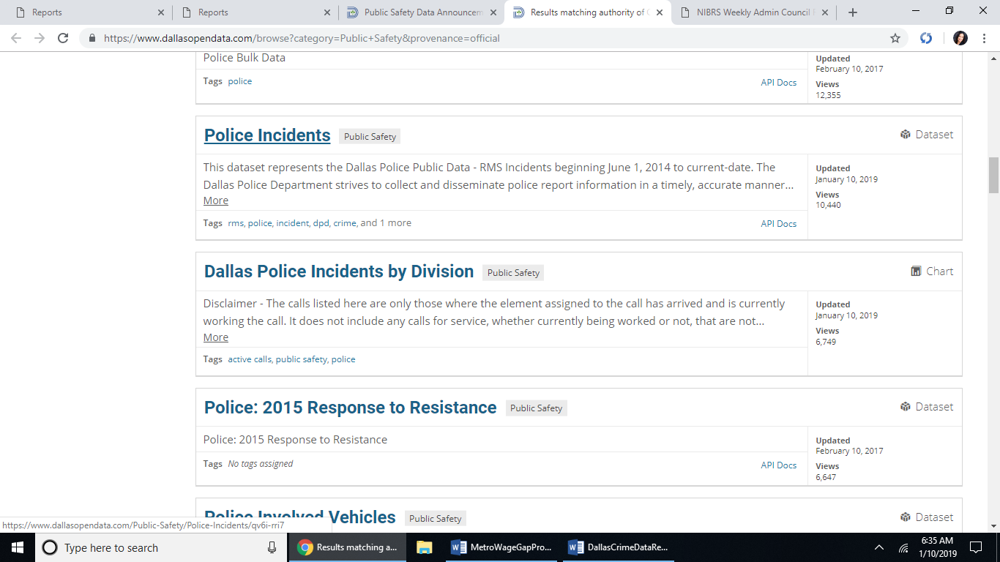 Reports
Reports
Public Safety Data Announcem
Results matching authority of
NIBRS Weekly Admin Council
https://www.dallasopendata.com/browse?category=Public+Safety&provenance=official
Police Bulk Data
Updated
February 10, 2017
Tags police
API Docs
Views
12,355
Police Incidents Public Safety
Dataset
This dataset represents the Dallas Police Public Data - RMS Incidents beginning June 1, 2014 to current-date. The
Dallas Police Department strives to collect and disseminate police report information in a timely, accurate manner...
More
Updated
January 10, 2019
Views
10,440
Tags rms, police, incident, dpd, crime, and 1 more
API Docs
Dallas Police Incidents by Division Public Safety
Chart
Disclaimer - The calls listed here are only those where the element assigned to the call has arrived and is currently
working the call. It does not include any calls for service, whether currently being worked or not, that are not...
More
Updated
January 10, 2019
Views
6,749
Tags active calls, public safety, police
Police: 2015 Response to Resistance Public Safety
Dataset
Police: 2015 Response to Resistance
Updated
February 10, 2017
Tags No tags assigned
API Docs
Views
6,647
Police Involved Vehicles Public Safety
Dataset
https://www.dallasopendata.com/Public-Safety/Police-Incidents/qv6i-rri7
Type here to search
Results matching a...
MetroWageGapPro...
DallasCrimeDataRe...
6:35 AM
1/10/2019